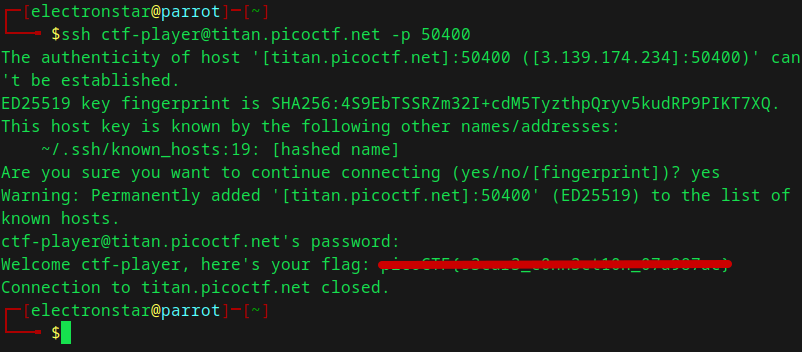 ┌─[electronstar@parrot]─[~]
└──╼ $ssh ctf-player@titan.picoctf.net -p 50400
The authenticity of host '[titan.picoctf.net]:50400 ([3.139.174.234]:50400)' can
't be established.
ED25519 key fingerprint is SHA256:4S9EbTSSRZm32I+cdM5TyzthpQryv5kudRP9PIKT7XQ.
This host key is known by the following other names/addresses:
    ~/.ssh/known_hosts:19: [hashed name]
Are you sure you want to continue connecting (yes/no/[fingerprint])? yes
Warning: Permanently added '[titan.picoctf.net]:50400' (ED25519) to the list of
known hosts.
ctf-player@titan.picoctf.net's password:
Welcome ctf-player, here's your flag:
Connection to titan.picoctf.net closed.
┌─[electronstar@parrot]─[~]
└──╼ $